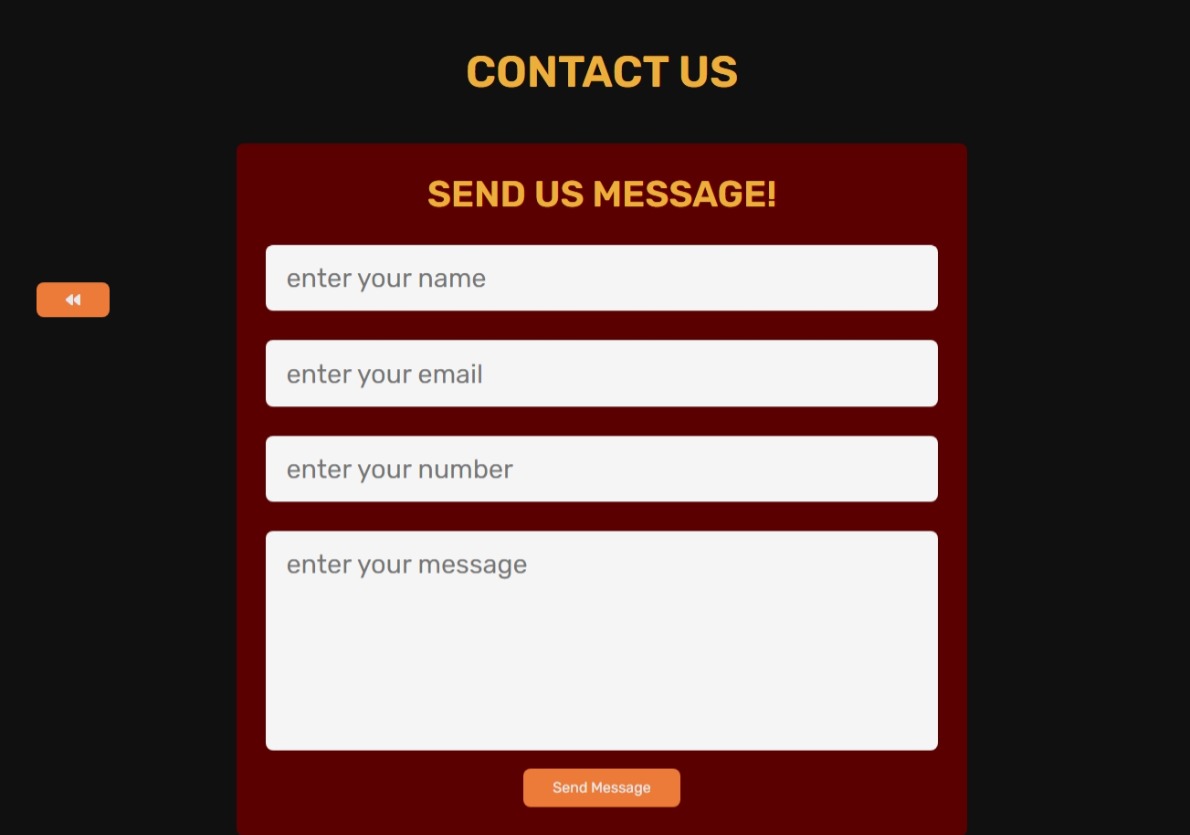 CONTACT US
SEND US MESSAGE!
enter your name
enter your email
enter your number
enter your message
Send Message